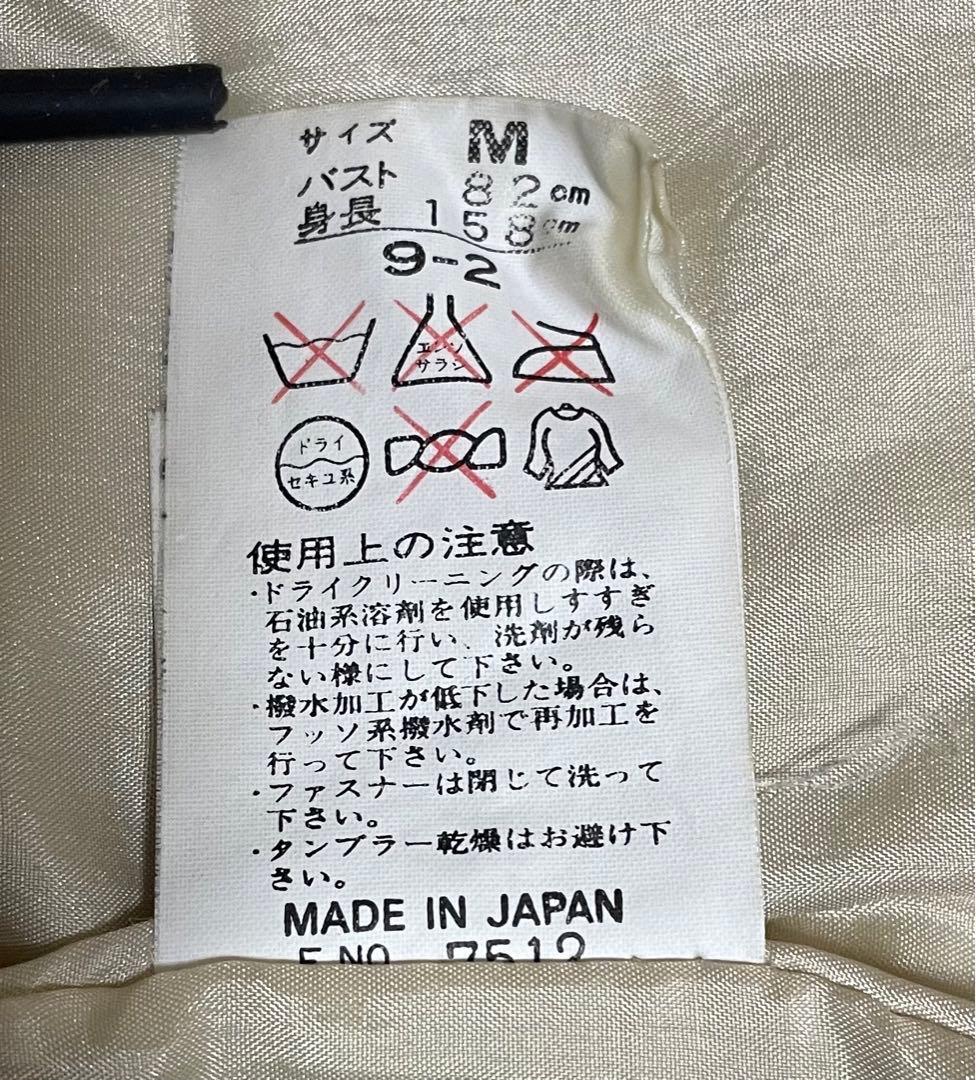 サイズ M
バスト 82cm
身長 158cm
9-2
エンソ
サラシ
ドライ
セキユ系
使用上の注意
・ドライクリーニングの際は、
石油系溶剤を使用しすすぎ
を十分に行い、洗剤が残ら
ない様にして下さい。
・撥水加工が低下した場合は、
フッソ系撥水剤で再加工を
行って下さい。
・ファスナーは閉じて洗って
下さい。
・タンブラー乾燥はお避け下
さい。
MADE IN JAPAN
NO. 7512